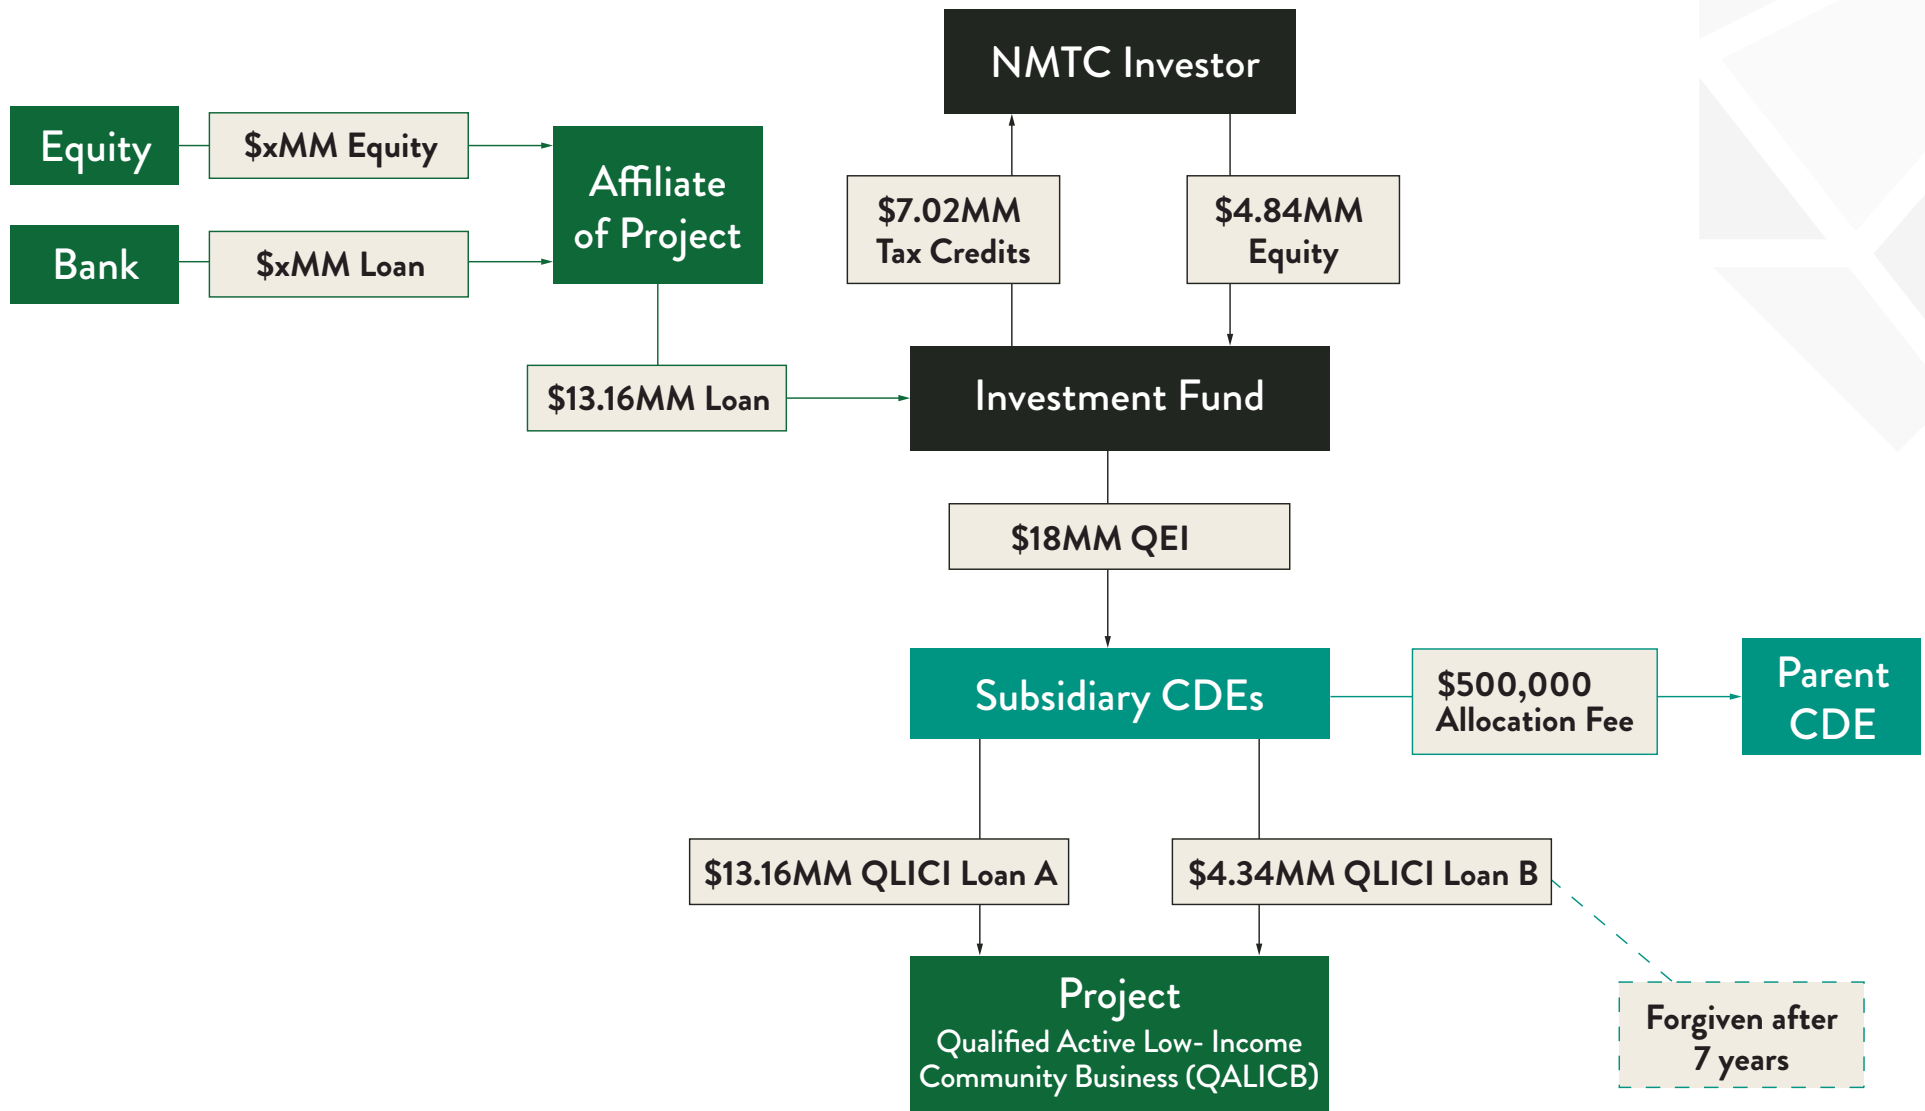 NMTC Investor
Equity
$xMM Equity
Affiliate
of Project
Bank
$xMM Loan
$7.02MM
Tax Credits
$4.84MM
Equity
$13.16MM Loan
Investment Fund
$18MM QEI
Subsidiary CDEs
$500,000
Allocation Fee
Parent
CDE
$13.16MM QLICI Loan A
$4.34MM QLICI Loan B
Project
Qualified Active Low- Income
Community Business (QALICB)
Forgiven after
7 years